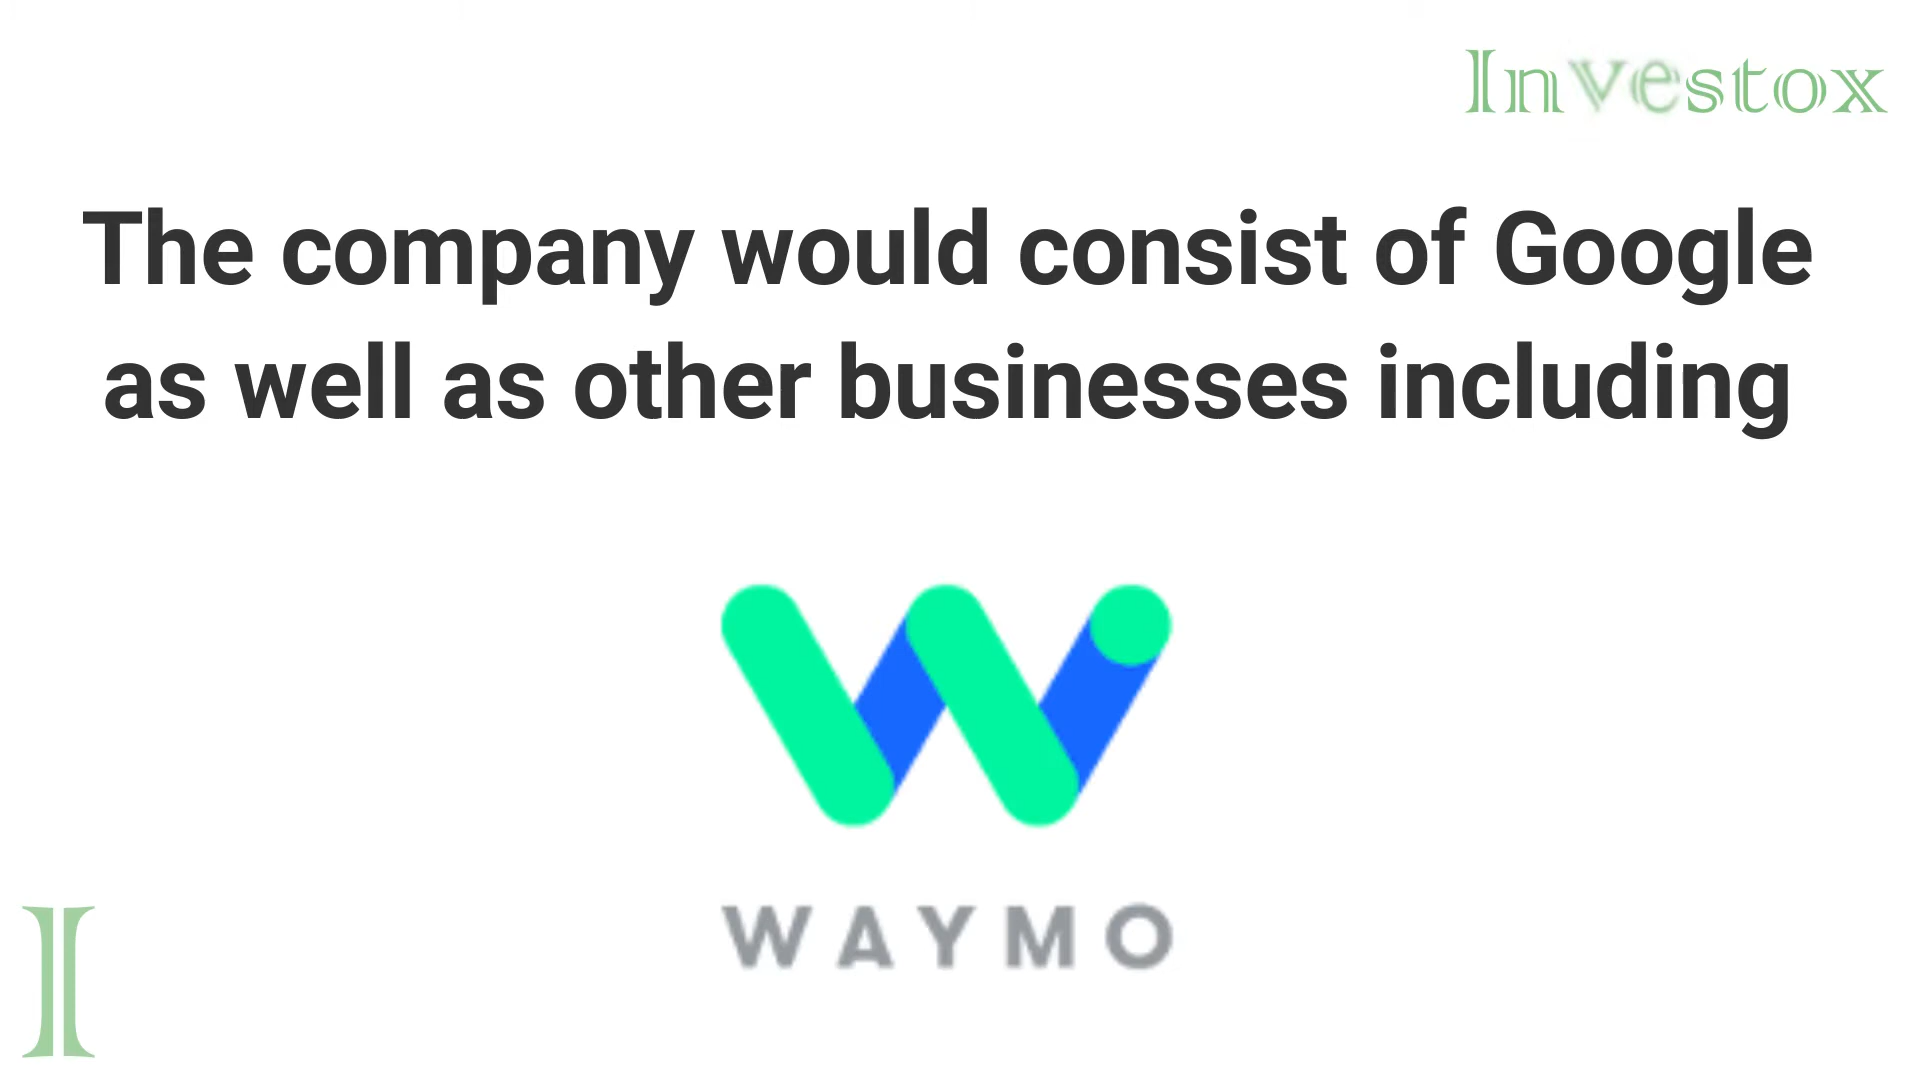 Investox
The company would consist of Google
as well as other businesses including
WAYMO
I